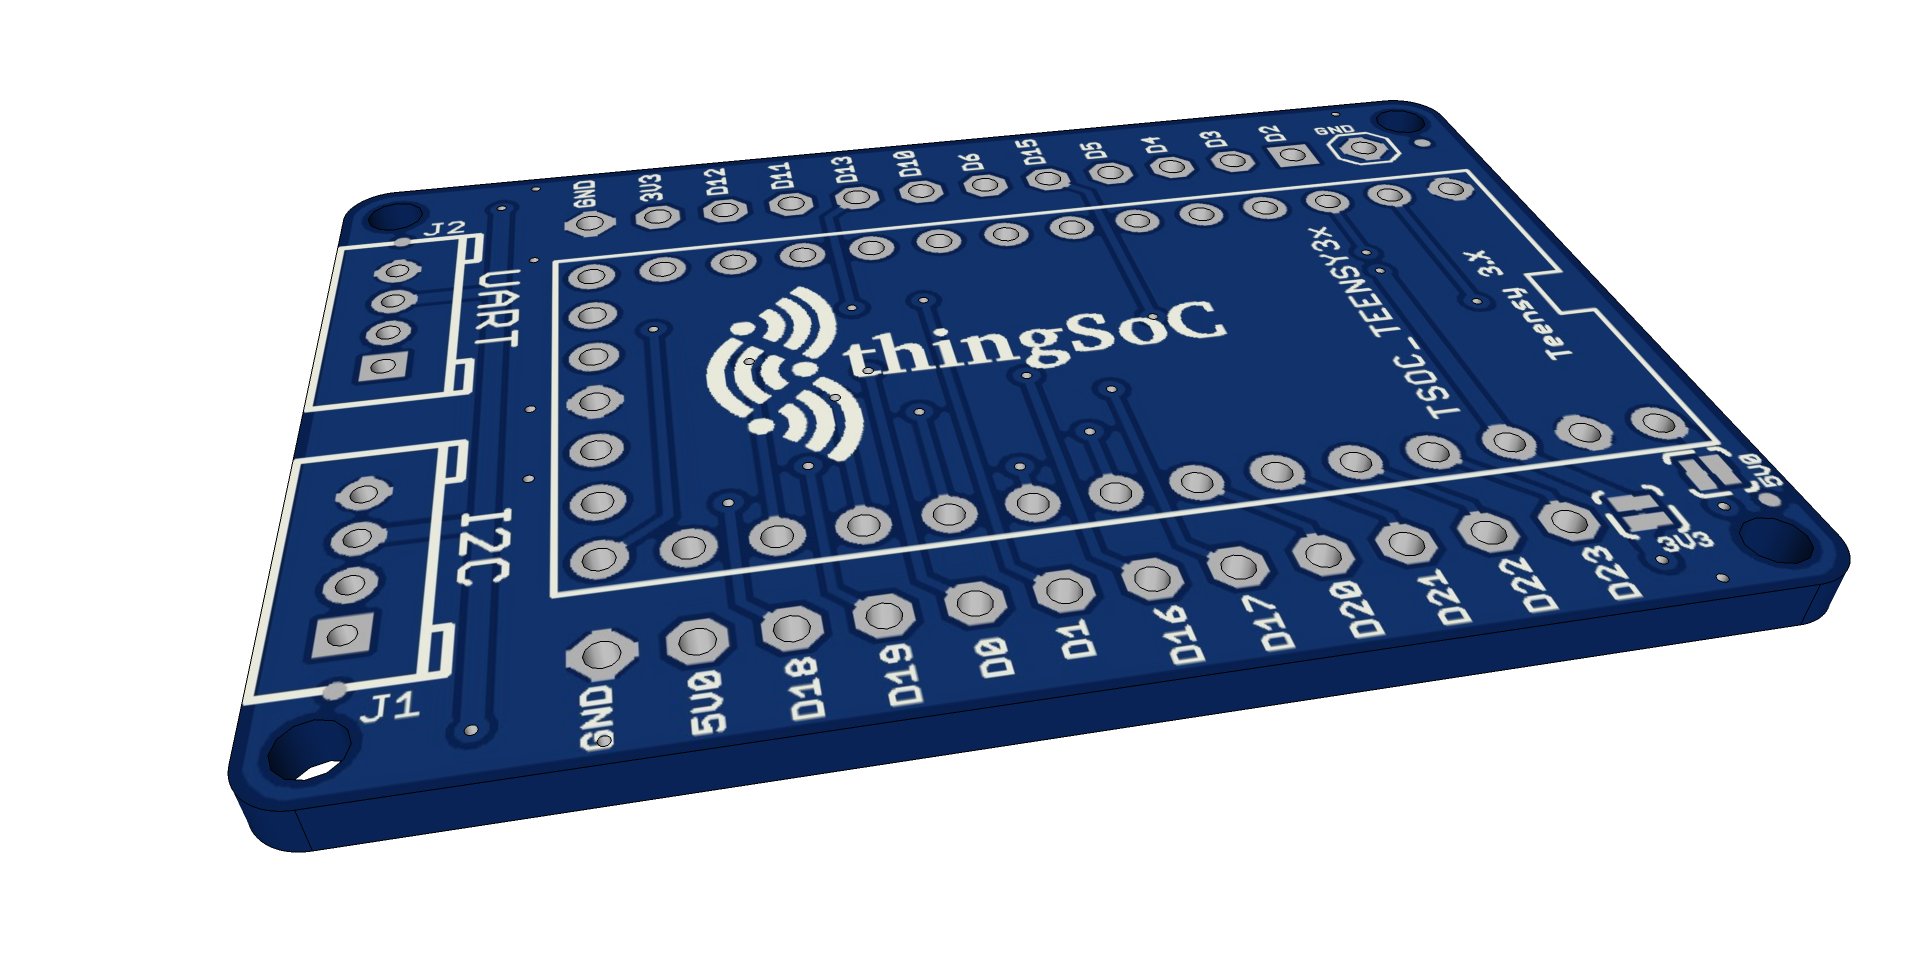 GND
3V3
D12
D11
D13
D10
D6
D15
D5
D4
D3
D2
GND
J2
UART
thingSoC
TSOC_TEENSY3x
Teensy 3.x
I2C
J1
GND
5V0
D18
D19
D0
D1
D16
D17
D20
D21
D22
D23
3V3
5V0